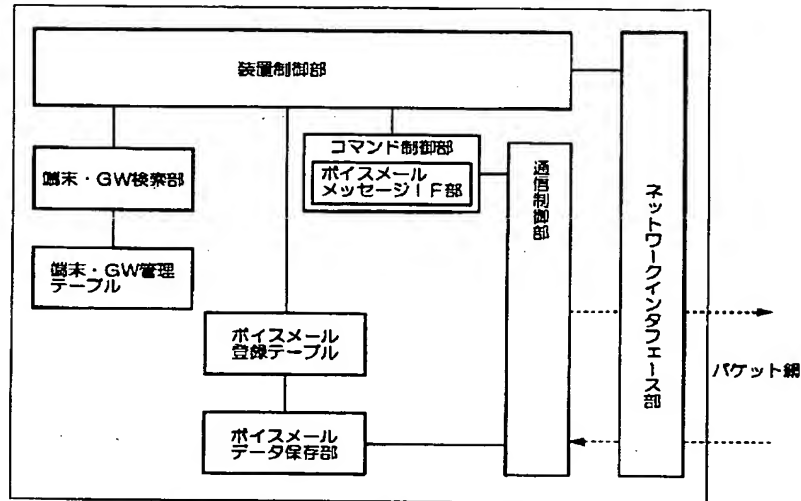 装置制御部
コマンド制御部
ボイスメール
メッセージIF部
端末・GW検索部
端末・GW管理
テーブル
ボイスメール
登録テーブル
ボイスメール
データ保存部
通信制御部
ネットワークインタフェース部
パケット網